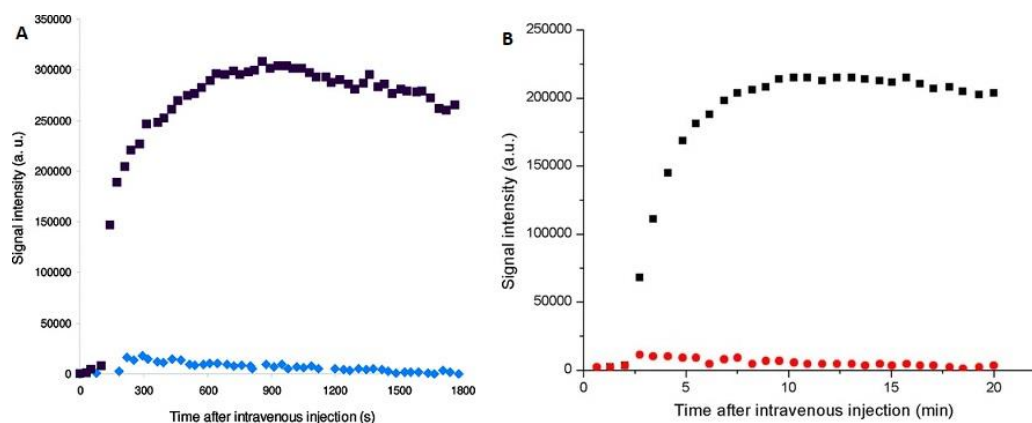 A
350000
300000
250000
200000
150000
100000
50000
0
Signal intensity (a. u.)
0 300 600 900 1200 1500 1800
Time after intravenous injection (s)
B
250000
200000
150000
100000
50000
0
Signal intensity (a.u.)
0 5 10 15 20
Time after intravenous injection (min)